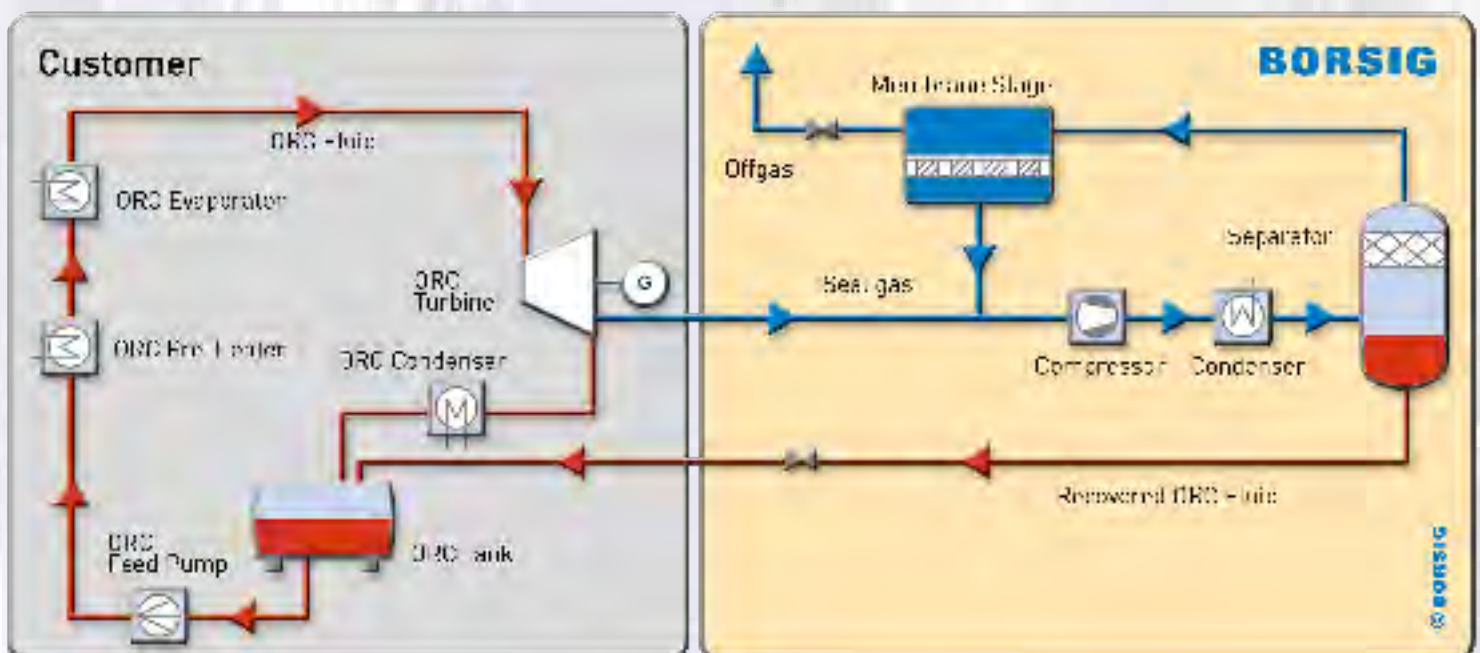 Customer
BORSIG
Membrane Stage
ORC Fluid
Offgas
ORC Evaporator
Separator
ORC
Turbine
G
Seal gas
ORC Pre-Heater
ORC Condenser
Compressor
Condenser
Recovered ORC Fluid
ORC
Feed Pump
ORC Tank
© BORSIG